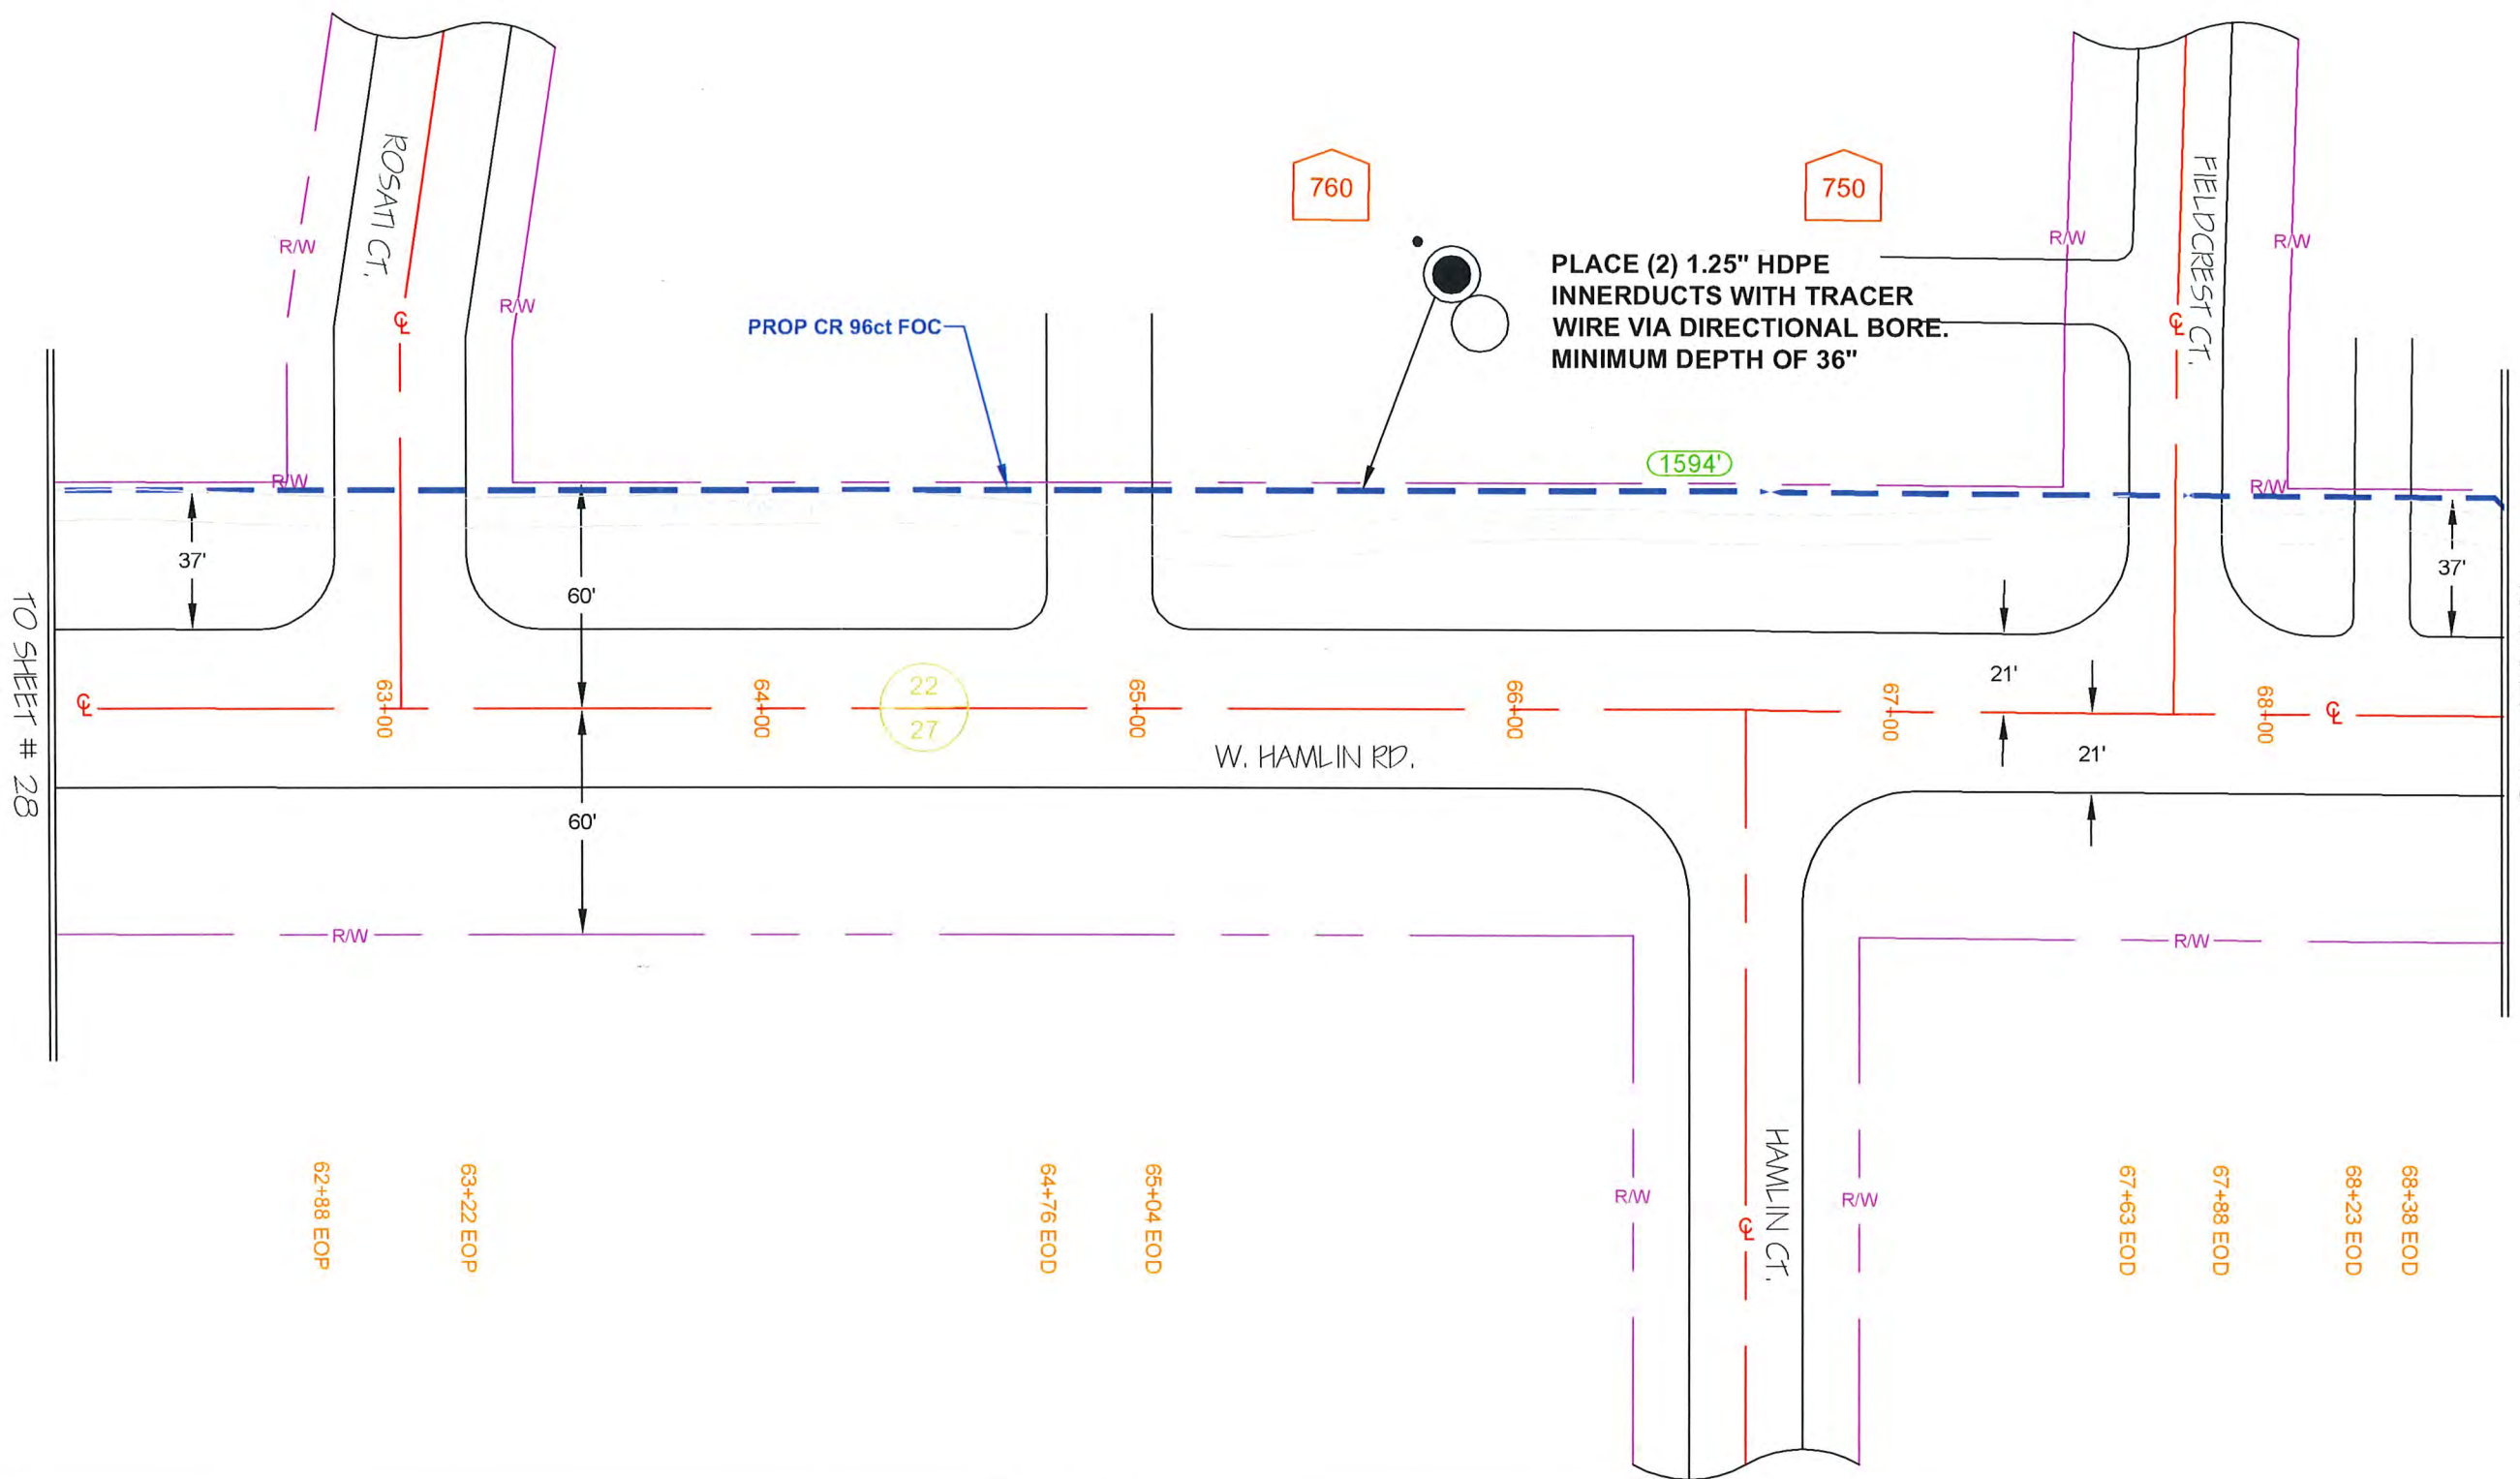 ROSATI CT.
FIELDCREST CT.
760
750
R/W
R/W
R/W
R/W
℄
℄
PLACE (2) 1.25" HDPE
INNERDUCTS WITH TRACER
WIRE VIA DIRECTIONAL BORE.
MINIMUM DEPTH OF 36"
PROP CR 96ct FOC
1594'
R/W
R/W
37'
60'
37'
21'
21'
TO SHEET # 28
℄
63+00
64+00
22
27
65+00
66+00
67+00
68+00
℄
W. HAMLIN RD.
60'
R/W
R/W
62+88 EOP
63+22 EOP
64+76 EOD
65+04 EOD
R/W
℄
HAMLIN CT.
R/W
67+63 EOD
67+88 EOD
68+23 EOD
68+38 EOD